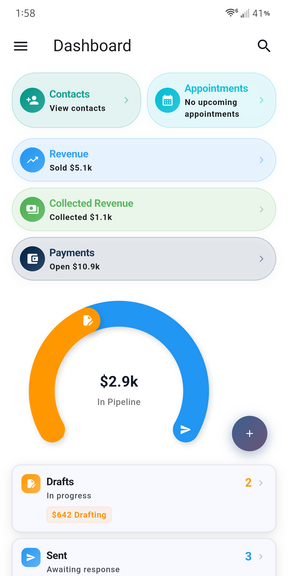 1:58
6
41%
Dashboard
Contacts
View contacts
Appointments
No upcoming
appointments
Revenue
Sold $5.1k
Collected Revenue
Collected $1.1k
Payments
Open $10.9k
$2.9k
In Pipeline
+
Drafts
In progress
2
$642 Drafting
Sent
Awaiting response
3